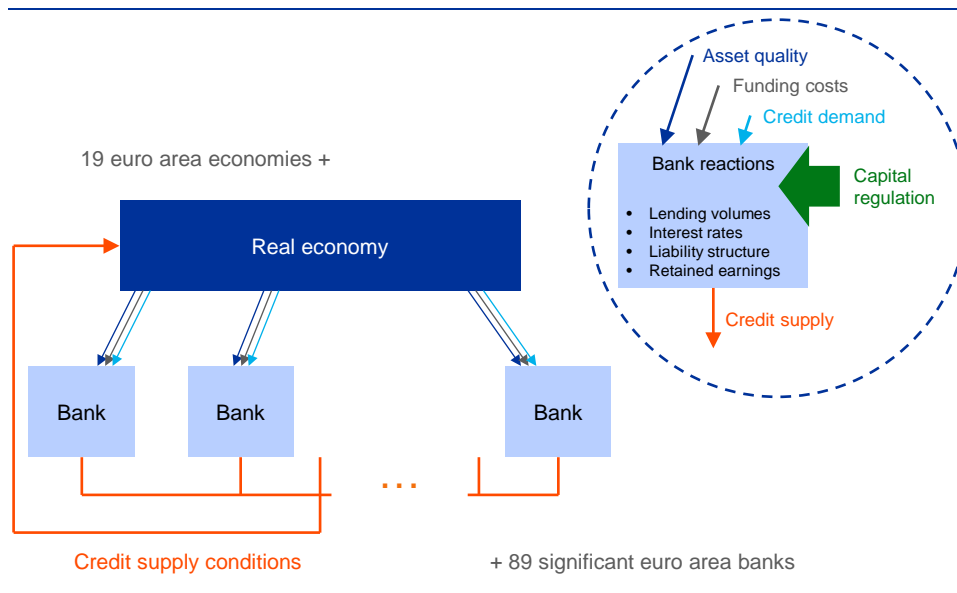 Asset quality
Funding costs
Credit demand
19 euro area economies +
Bank reactions
Capital
regulation
• Lending volumes
• Interest rates
• Liability structure
• Retained earnings
Real economy
Credit supply
Bank
Bank
Bank
...
Credit supply conditions
+ 89 significant euro area banks